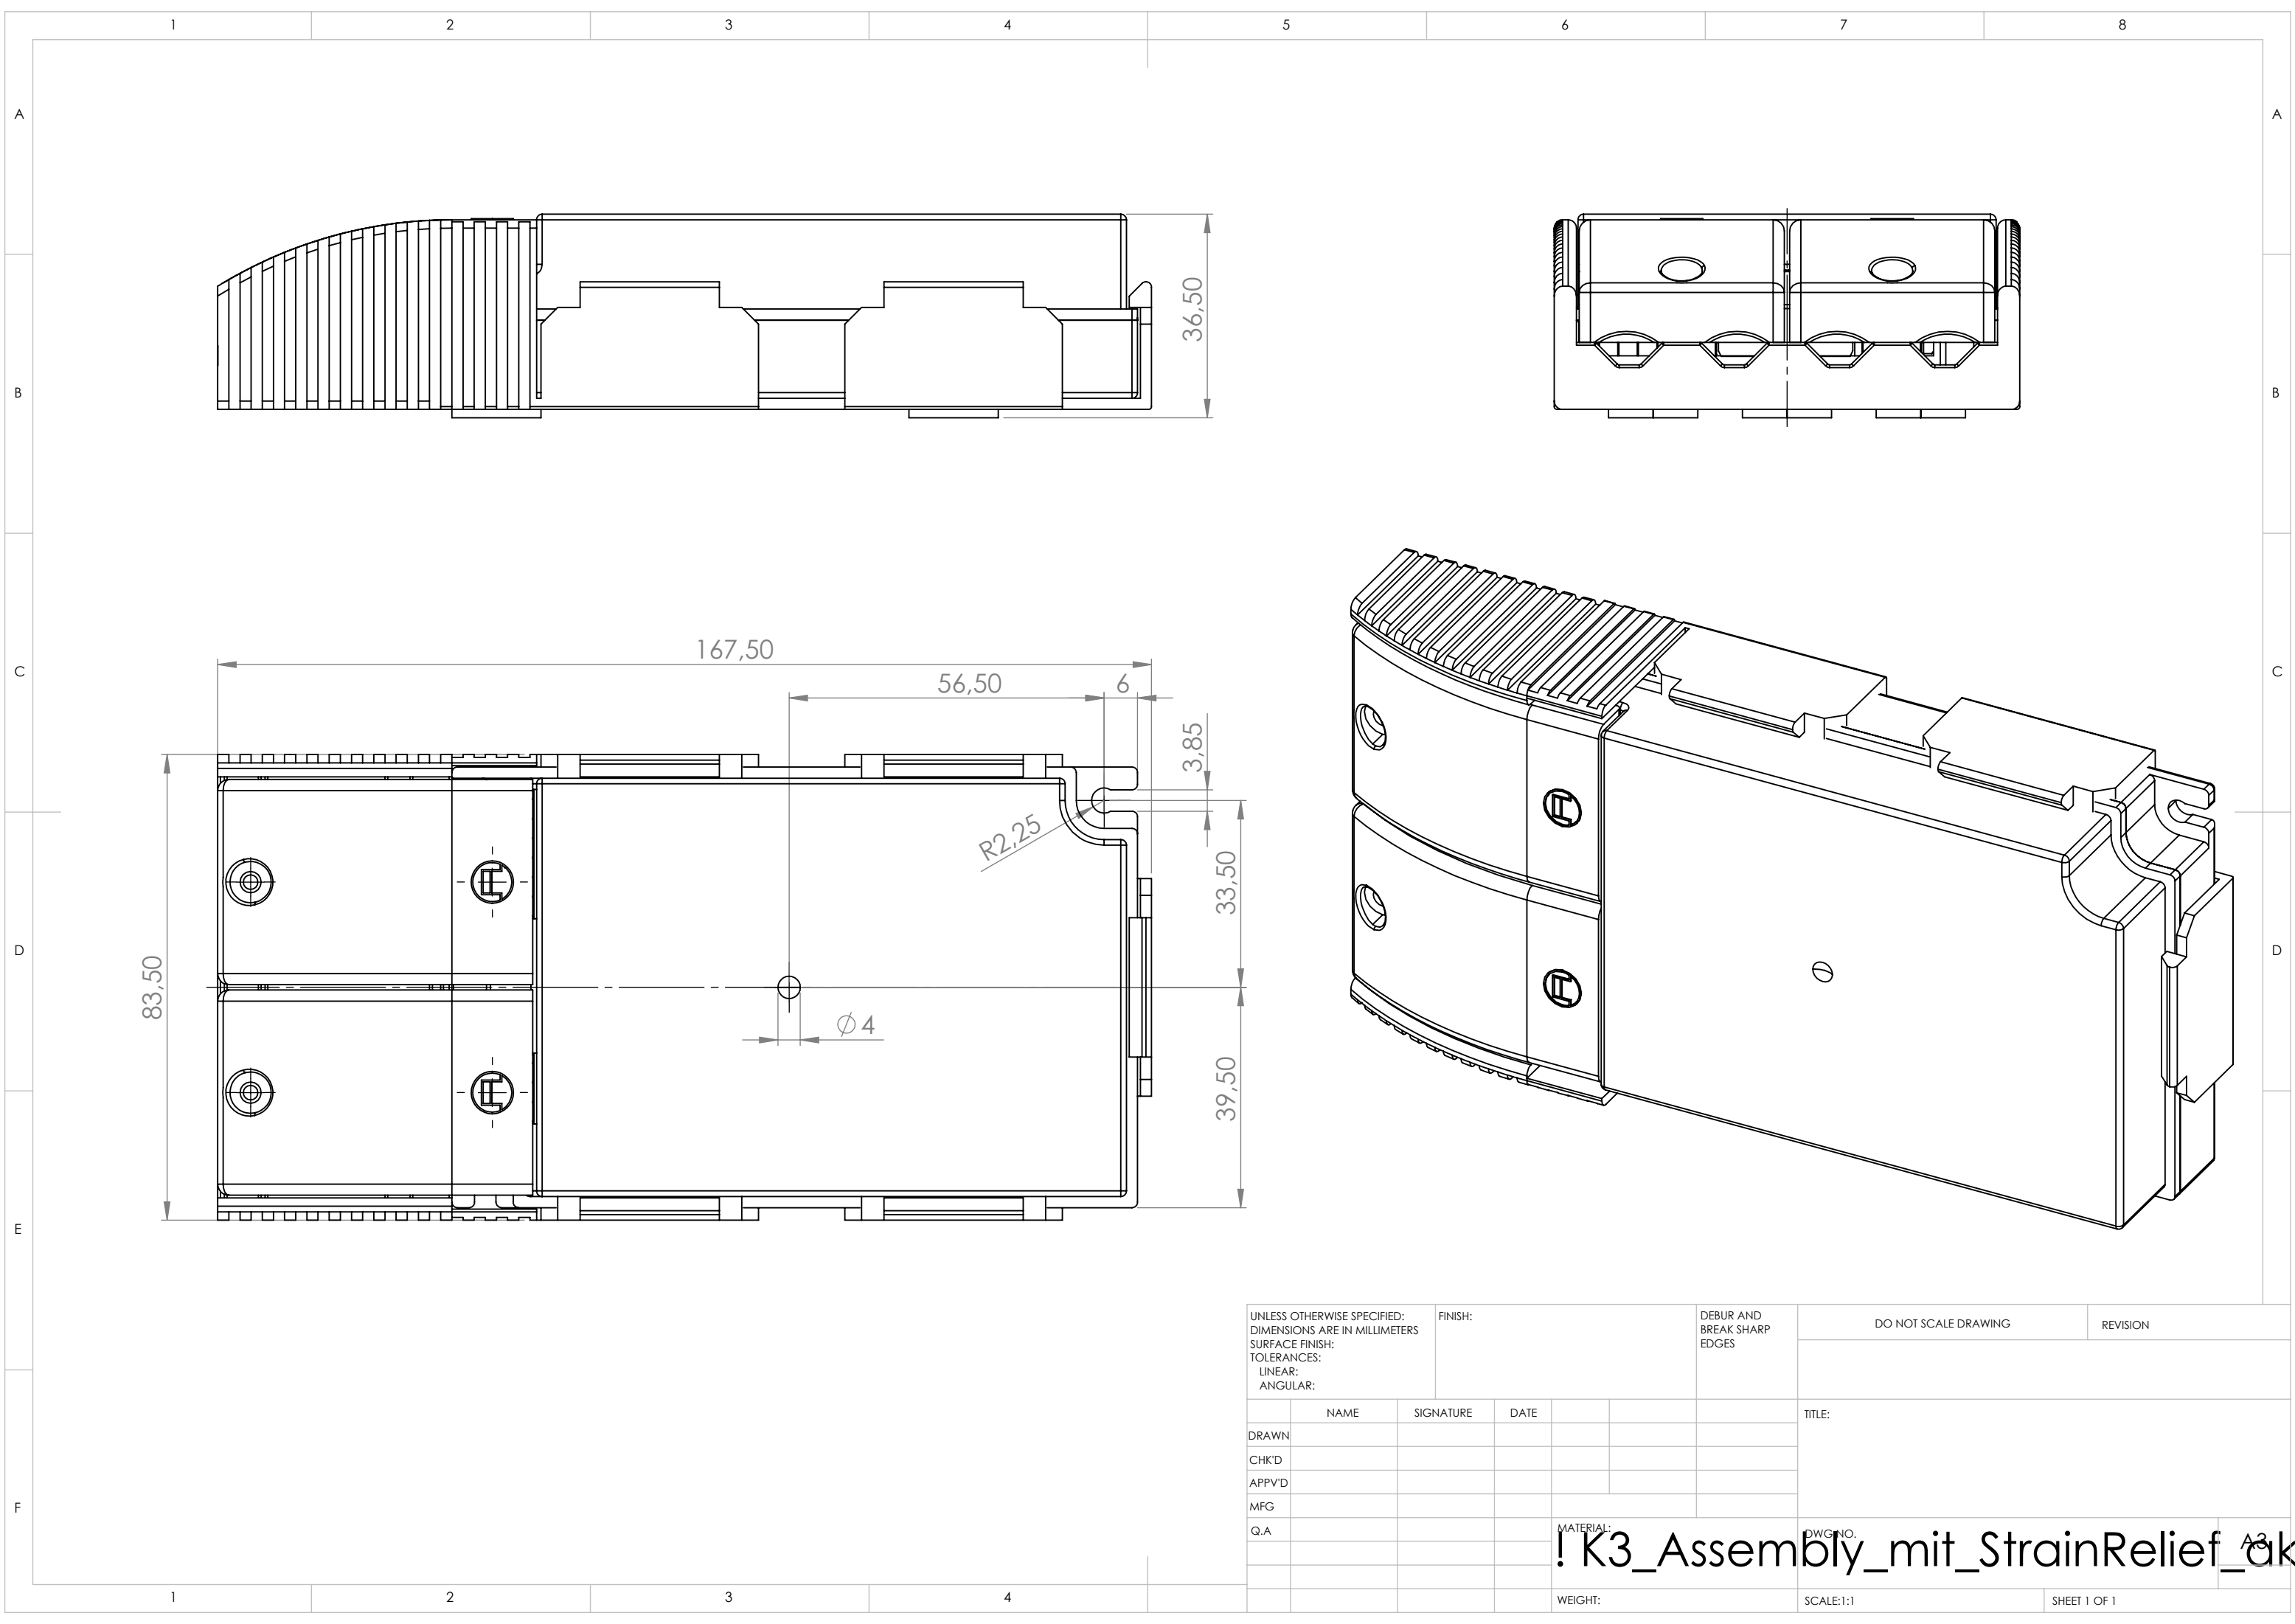 1 2 3 4 5 6 7 8
A A
36,50
B B
167,50
C C
56,50 6
3,85
R2,25
33,50
D D
83,50
⌀4
39,50
E E
UNLESS OTHERWISE SPECIFIED:
DIMENSIONS ARE IN MILLIMETERS
SURFACE FINISH:
TOLERANCES:
LINEAR:
ANGULAR:
FINISH:
DEBUR AND
BREAK SHARP
EDGES
DO NOT SCALE DRAWING
REVISION
NAME SIGNATURE DATE
TITLE:
DRAWN
CHK'D
APPV'D
MFG
F
Q.A
MATERIAL:
DWG NO.
! K3_Assembly_mit_StrainRelief_ak
A3
WEIGHT:
SCALE:1:1
SHEET 1 OF 1
1 2 3 4